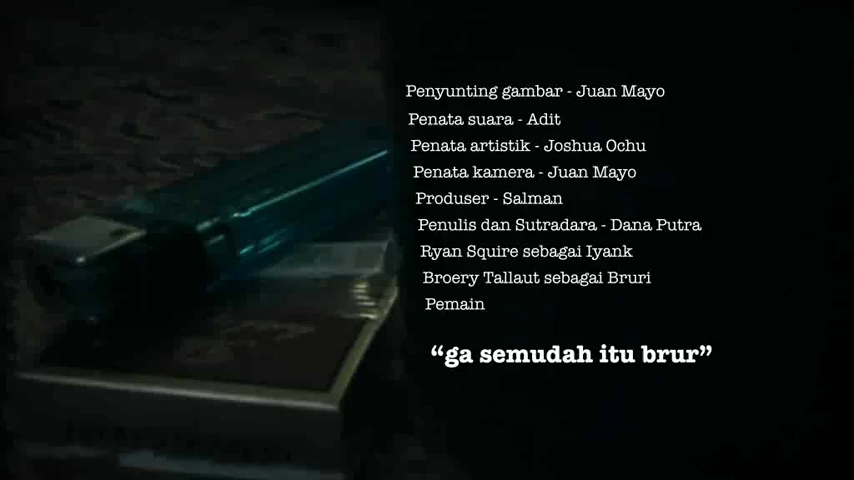 Penyunting gambar - Juan Mayo
Penata suara - Adit
Penata artistik - Joshua Ochu
Penata kamera - Juan Mayo
Produser - Salman
Penulis dan Sutradara - Dana Putra
Ryan Squire sebagai Iyank
Broery Tallaut sebagai Bruri
Pemain
“ga semudah itu brur”